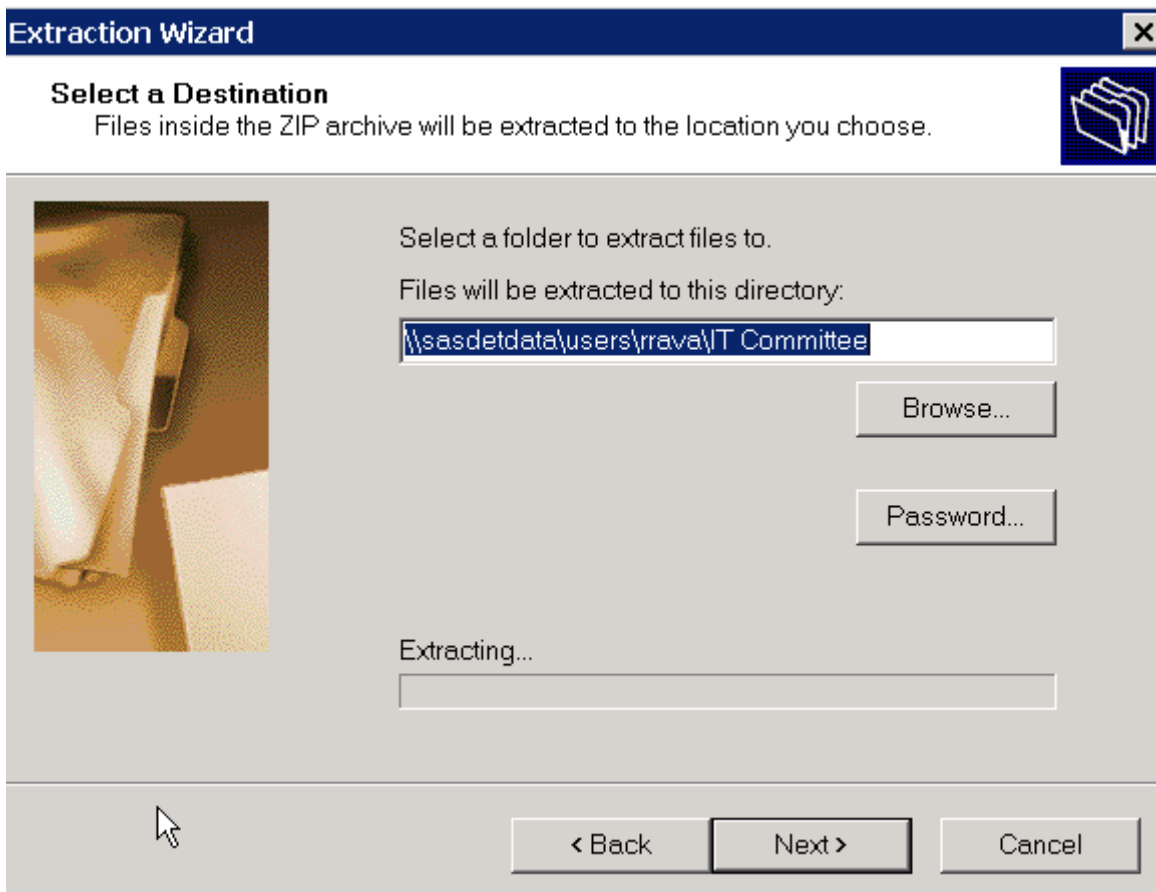 Extraction Wizard
Select a Destination
Files inside the ZIP archive will be extracted to the location you choose.
Select a folder to extract files to.
Files will be extracted to this directory:
\\sasdetdata\users\rrava\IT Committee
Browse...
Password...
Extracting...
< Back Next > Cancel